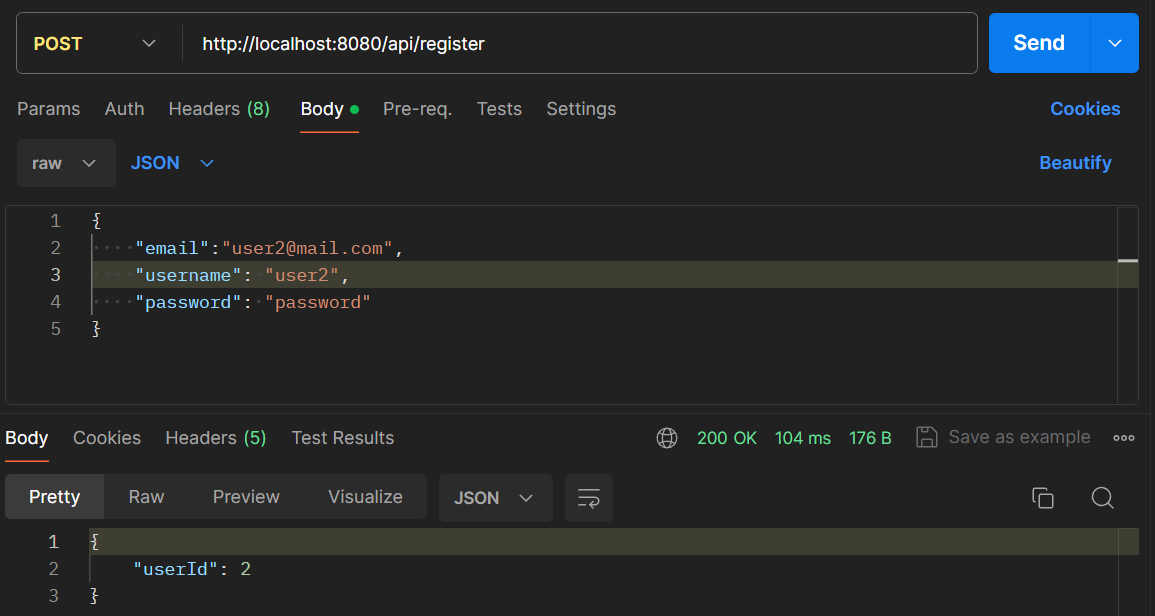 POST http://localhost:8080/api/register Send
Params Auth Headers (8) Body Pre-req. Tests Settings Cookies
raw JSON Beautify
1 {
2 "email":"user2@mail.com",
3 "username": "user2",
4 "password": "password"
5 }
Body Cookies Headers (5) Test Results 200 OK 104 ms 176 B Save as example
Pretty Raw Preview Visualize JSON
1 {
2 "userId": 2
3 }